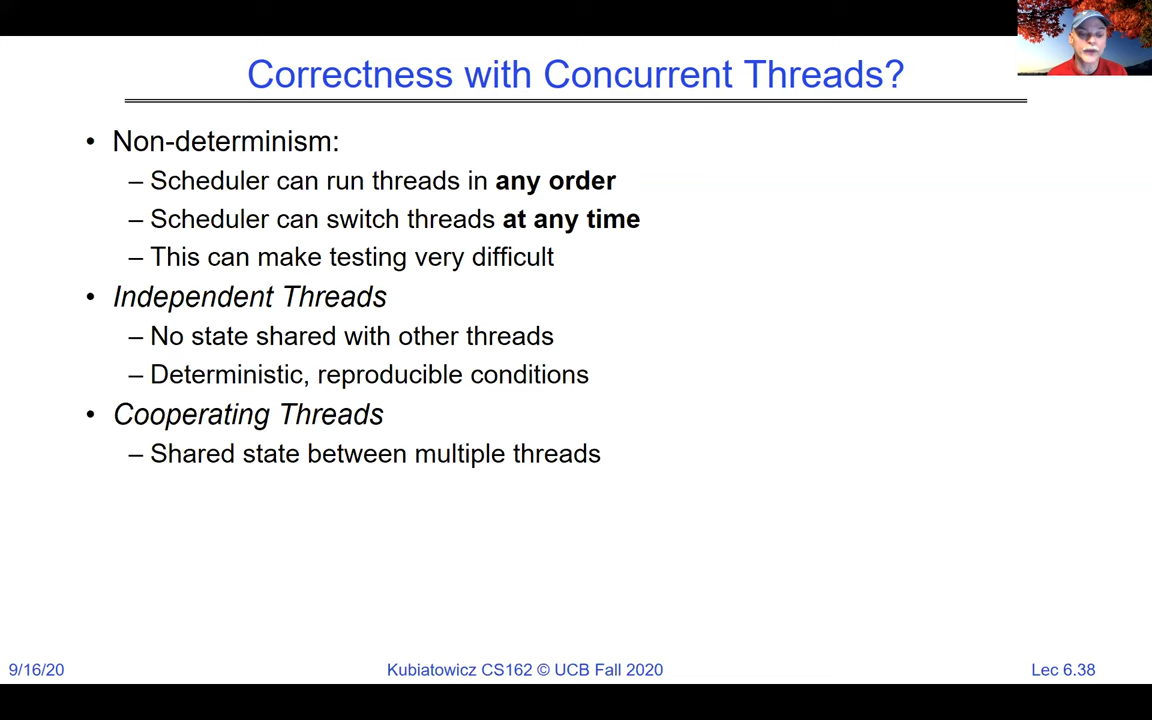 Correctness with Concurrent Threads?
• Non-determinism:
– Scheduler can run threads in any order
– Scheduler can switch threads at any time
– This can make testing very difficult
• Independent Threads
– No state shared with other threads
– Deterministic, reproducible conditions
• Cooperating Threads
– Shared state between multiple threads
9/16/20 Kubiatowicz CS162 © UCB Fall 2020 Lec 6.38